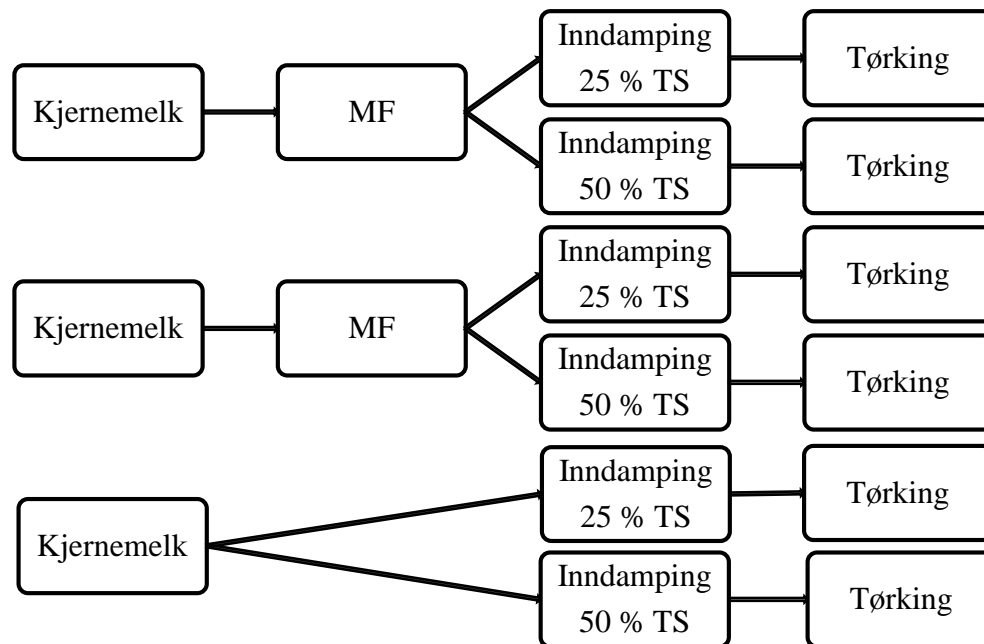 Kjernemelk
MF
Inndamping
25 % TS
Tørking
Inndamping
50 % TS
Tørking
Kjernemelk
MF
Inndamping
25 % TS
Tørking
Inndamping
50 % TS
Tørking
Kjernemelk
Inndamping
25 % TS
Tørking
Inndamping
50 % TS
Tørking